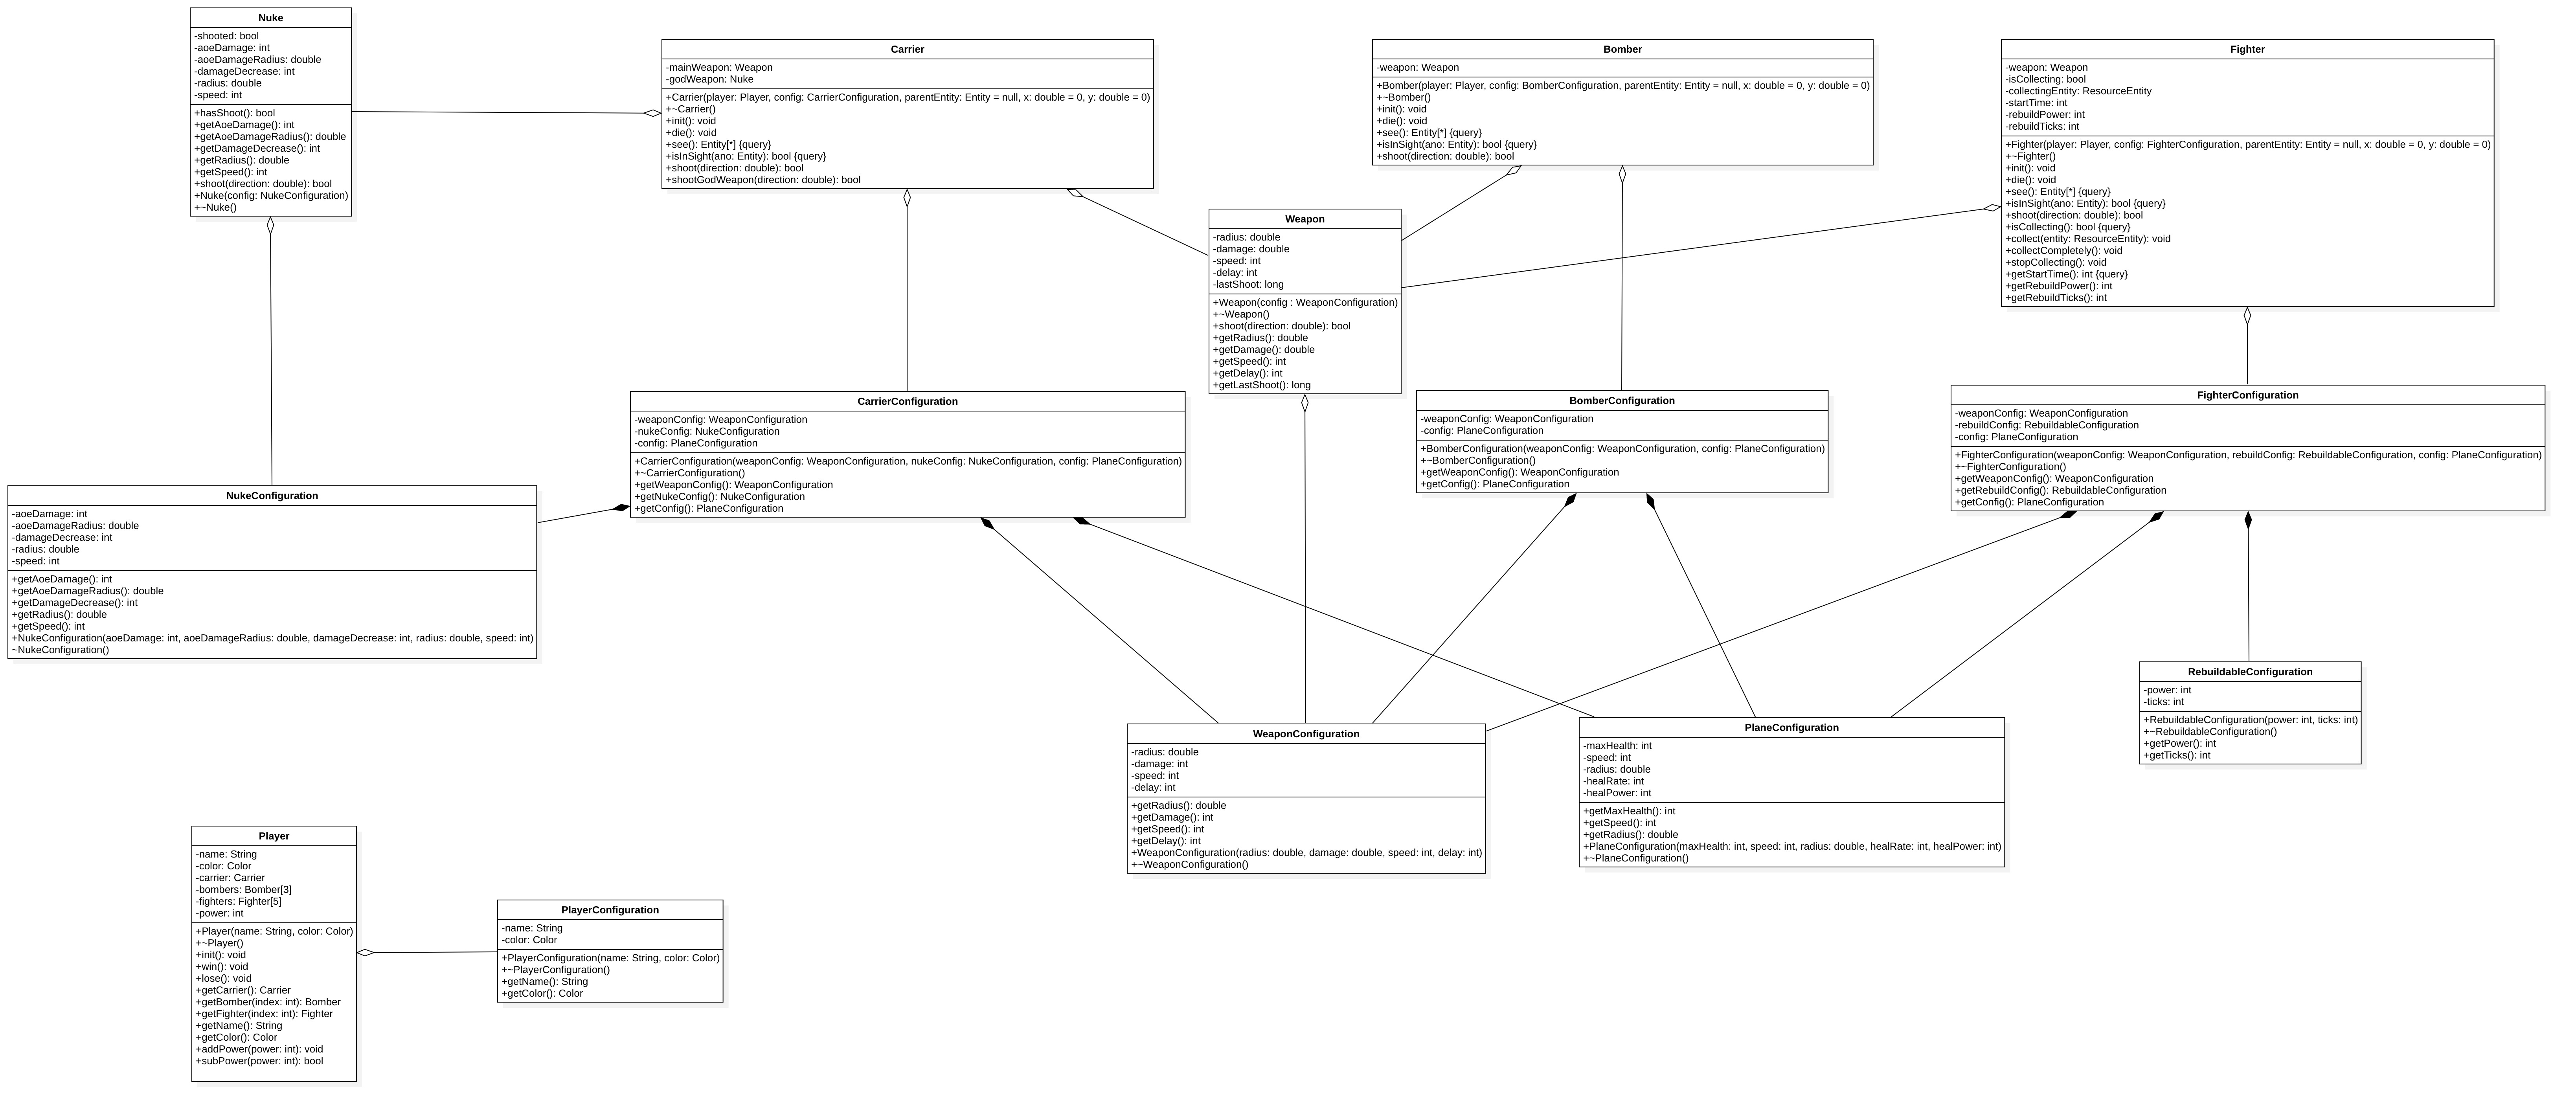 Nuke
-shooted: bool
-aoeDamage: int
-aoeDamageRadius: double
-damageDecrease: int
-radius: double
-speed: int
+hasShoot(): bool
+getAoeDamage(): int
+getAoeDamageRadius(): double
+getDamageDecrease(): int
+getRadius(): double
+getSpeed(): int
+shoot(direction: double): bool
+Nuke(config: NukeConfiguration)
+~Nuke()
Carrier
-mainWeapon: Weapon
-godWeapon: Nuke
+Carrier(player: Player, config: CarrierConfiguration, parentEntity: Entity = null, x: double = 0, y: double = 0)
+~Carrier()
+init(): void
+die(): void
+see(): Entity[*] {query}
+isInSight(ano: Entity): bool {query}
+shoot(direction: double): bool
+shootGodWeapon(direction: double): bool
Bomber
-weapon: Weapon
+Bomber(player: Player, config: BomberConfiguration, parentEntity: Entity = null, x: double = 0, y: double = 0)
+~Bomber()
+init(): void
+die(): void
+see(): Entity[*] {query}
+isInSight(ano: Entity): bool {query}
+shoot(direction: double): bool
Fighter
-weapon: Weapon
-isCollecting: bool
-collectingEntity: ResourceEntity
-startTime: int
-rebuildPower: int
-rebuildTicks: int
+Fighter(player: Player, config: FighterConfiguration, parentEntity: Entity = null, x: double = 0, y: double = 0)
+~Fighter()
+init(): void
+die(): void
+see(): Entity[*] {query}
+isInSight(ano: Entity): bool {query}
+shoot(direction: double): bool
+isCollecting(): bool {query}
+collect(entity: ResourceEntity): void
+collectCompletely(): void
+stopCollecting(): void
+getStartTime(): int {query}
+getRebuildPower(): int
+getRebuildTicks(): int
Weapon
-radius: double
-damage: double
-speed: int
-delay: int
-lastShoot: long
+Weapon(config : WeaponConfiguration)
+~Weapon()
+shoot(direction: double): bool
+getRadius(): double
+getDamage(): double
+getSpeed(): int
+getDelay(): int
+getLastShoot(): long
CarrierConfiguration
-weaponConfig: WeaponConfiguration
-nukeConfig: NukeConfiguration
-config: PlaneConfiguration
+CarrierConfiguration(weaponConfig: WeaponConfiguration, nukeConfig: NukeConfiguration, config: PlaneConfiguration)
+~CarrierConfiguration()
+getWeaponConfig(): WeaponConfiguration
+getNukeConfig(): NukeConfiguration
+getConfig(): PlaneConfiguration
BomberConfiguration
-weaponConfig: WeaponConfiguration
-config: PlaneConfiguration
+BomberConfiguration(weaponConfig: WeaponConfiguration, config: PlaneConfiguration)
+~BomberConfiguration()
+getWeaponConfig(): WeaponConfiguration
+getConfig(): PlaneConfiguration
FighterConfiguration
-weaponConfig: WeaponConfiguration
-rebuildConfig: RebuildableConfiguration
-config: PlaneConfiguration
+FighterConfiguration(weaponConfig: WeaponConfiguration, rebuildConfig: RebuildableConfiguration, config: PlaneConfiguration)
+~FighterConfiguration()
+getWeaponConfig(): WeaponConfiguration
+getRebuildConfig(): RebuildableConfiguration
+getConfig(): PlaneConfiguration
NukeConfiguration
-aoeDamage: int
-aoeDamageRadius: double
-damageDecrease: int
-radius: double
-speed: int
+getAoeDamage(): int
+getAoeDamageRadius(): double
+getDamageDecrease(): int
+getRadius(): double
+getSpeed(): int
+NukeConfiguration(aoeDamage: int, aoeDamageRadius: double, damageDecrease: int, radius: double, speed: int)
~NukeConfiguration()
RebuildableConfiguration
-power: int
-ticks: int
+RebuildableConfiguration(power: int, ticks: int)
+~RebuildableConfiguration()
+getPower(): int
+getTicks(): int
WeaponConfiguration
-radius: double
-damage: int
-speed: int
-delay: int
+getRadius(): double
+getDamage(): int
+getSpeed(): int
+getDelay(): int
+WeaponConfiguration(radius: double, damage: double, speed: int, delay: int)
+~WeaponConfiguration()
PlaneConfiguration
-maxHealth: int
-speed: int
-radius: double
-healRate: int
-healPower: int
+getMaxHealth(): int
+getSpeed(): int
+getRadius(): double
+PlaneConfiguration(maxHealth: int, speed: int, radius: double, healRate: int, healPower: int)
+~PlaneConfiguration()
Player
-name: String
-color: Color
-carrier: Carrier
-bombers: Bomber[3]
-fighters: Fighter[5]
-power: int
+Player(name: String, color: Color)
+~Player()
+init(): void
+win(): void
+lose(): void
+getCarrier(): Carrier
+getBomber(index: int): Bomber
+getFighter(index: int): Fighter
+getName(): String
+getColor(): Color
+addPower(power: int): void
+subPower(power: int): bool
PlayerConfiguration
-name: String
-color: Color
+PlayerConfiguration(name: String, color: Color)
+~PlayerConfiguration()
+getName(): String
+getColor(): Color